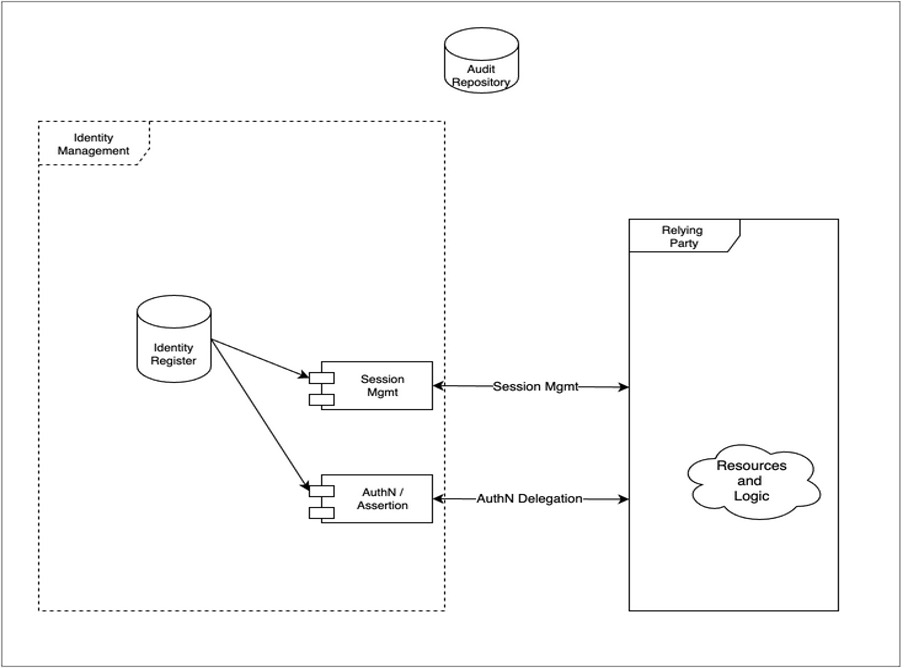 Audit
Repository
Identity
Management
Relying
Party
Identity
Register
Session
Mgmt
Session Mgmt
AuthN /
Assertion
AuthN Delegation
Resources
and
Logic